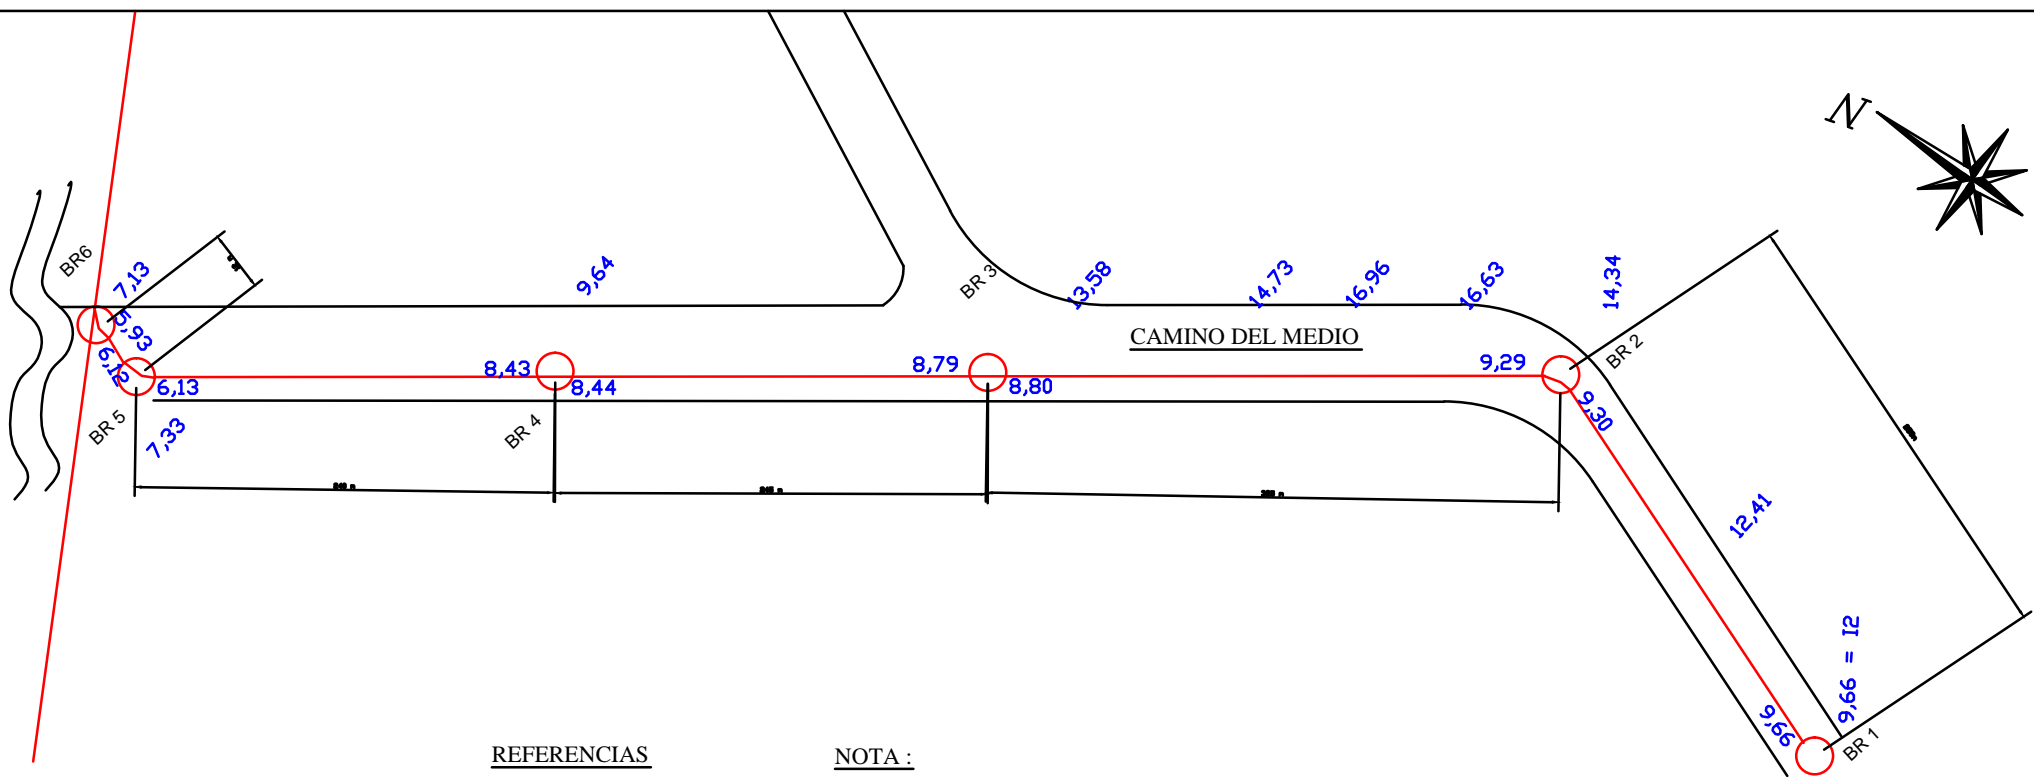 N
BR6
7,13
9,64
BR 3
13,58
14,73
16,96
16,63
14,34
5,93
6,12
CAMINO DEL MEDIO
BR 2
8,43
8,79
9,29
6,13
8,44
8,80
9,30
BR 5
7,33
BR 4
12,41
9,66 = I2
9,66
BR 1
REFERENCIAS
NOTA :